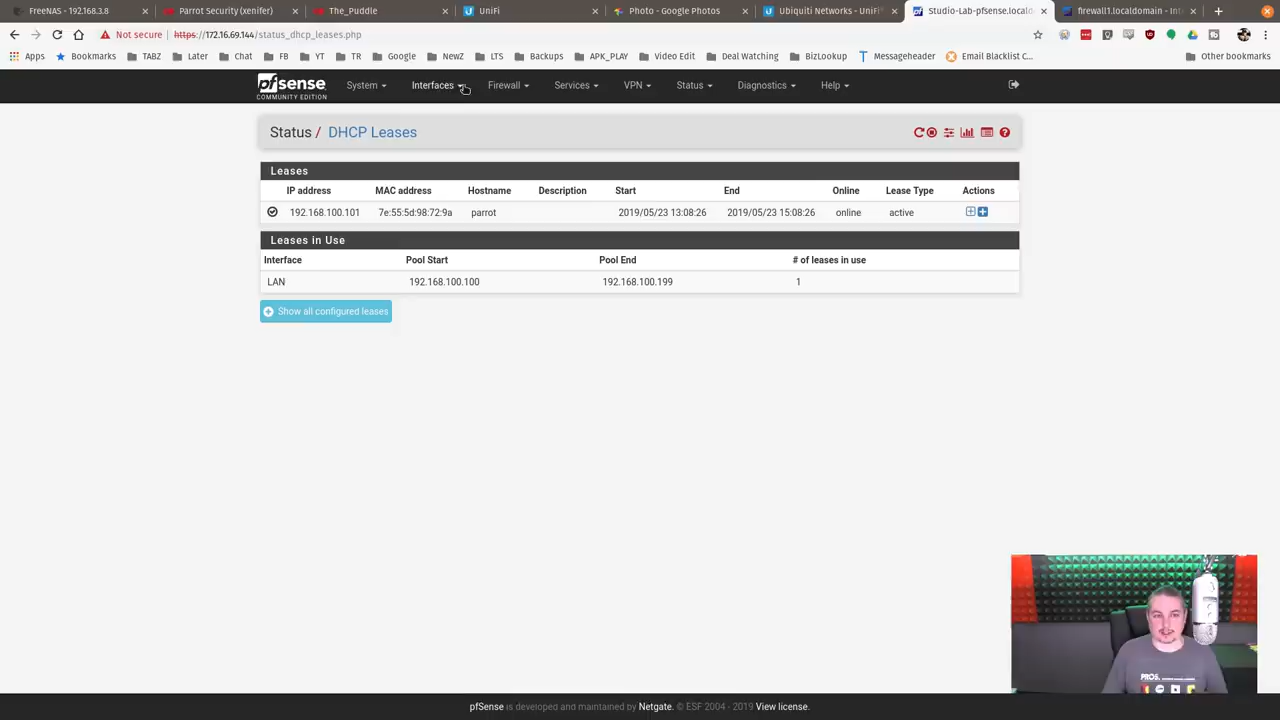 FreeNAS - 192.168.3.8
Parrot Security (xenifer)
The_Puddle
UniFi
Photo - Google Photos
Ubiquiti Networks - UniFi
Studio-Lab-pfsense.local
firewall1.localdomain - Int
Not secure https://172.16.69.144/status_dhcp_leases.php
Apps Bookmarks TABZ Later Chat FB YT TR Google NewZ LTS Backups APK_PLAY Video Edit Deal Watching BizLookup Messageheader Email Blacklist C... Other bookmarks
pfsense System Interfaces Firewall Services VPN Status Diagnostics Help
COMMUNITY EDITION
Status / DHCP Leases
Leases
IP address MAC address Hostname Description Start End Online Lease Type Actions
192.168.100.101 7e:55:5d:98:72:9a parrot 2019/05/23 13:08:26 2019/05/23 15:08:26 online active
Leases in Use
Interface Pool Start Pool End # of leases in use
LAN 192.168.100.100 192.168.100.199 1
Show all configured leases
PROS.
pfSense is developed and maintained by Netgate. © ESF 2004 - 2019 View license.